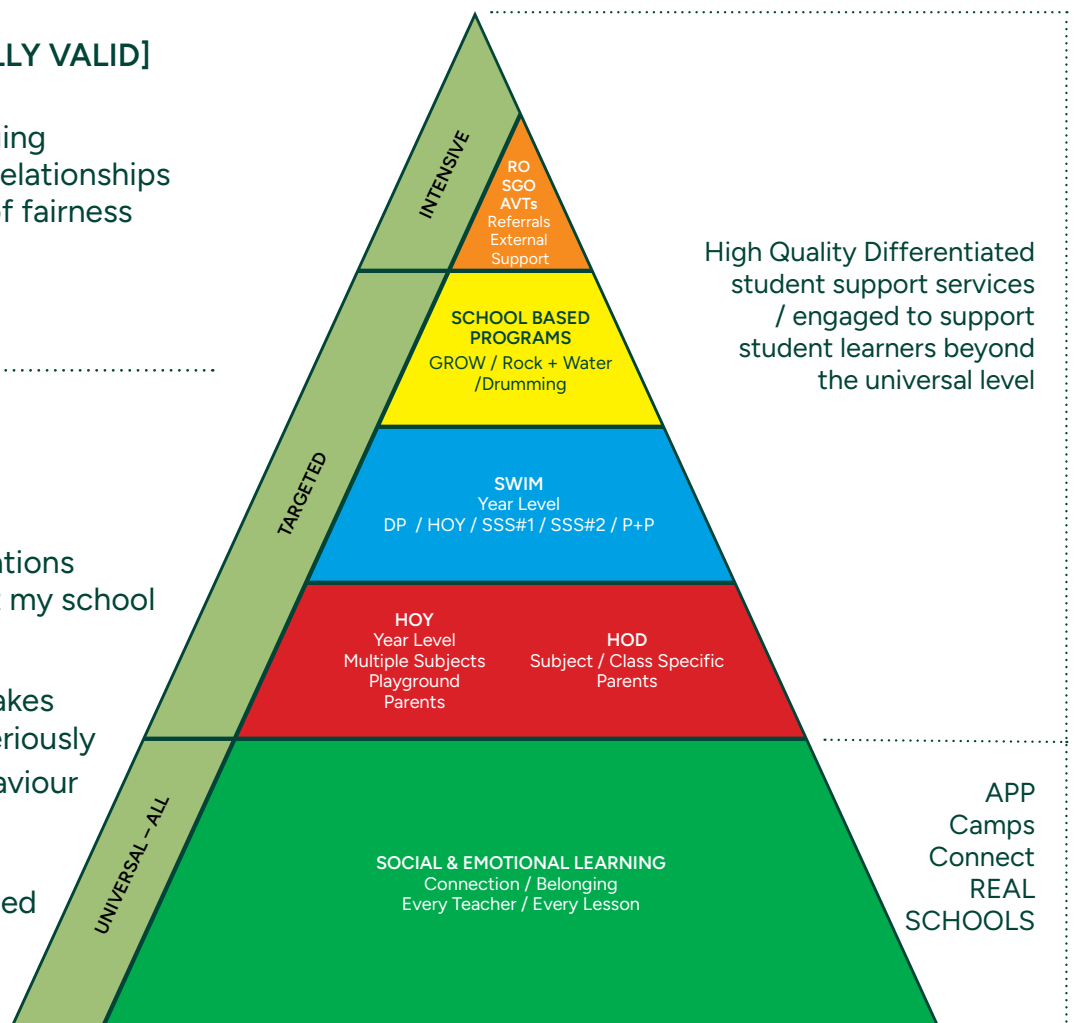 LLY VALID]
ing
elationships
of fairness
ations
t my school
akes
eriously
aviour
ed
INTENSIVE
TARGETED
UNIVERSAL – ALL
RO
SGO
AVTs
Referrals
External
Support
SCHOOL BASED
PROGRAMS
GROW / Rock + Water
/Drumming
SWIM
Year Level
DP / HOY / SSS#1 / SSS#2 / P+P
HOY
Year Level
Multiple Subjects
Playground
Parents
HOD
Subject / Class Specific
Parents
SOCIAL & EMOTIONAL LEARNING
Connection / Belonging
Every Teacher / Every Lesson
High Quality Differentiated
student support services
/ engaged to support
student learners beyond
the universal level
APP
Camps
Connect
REAL
SCHOOLS